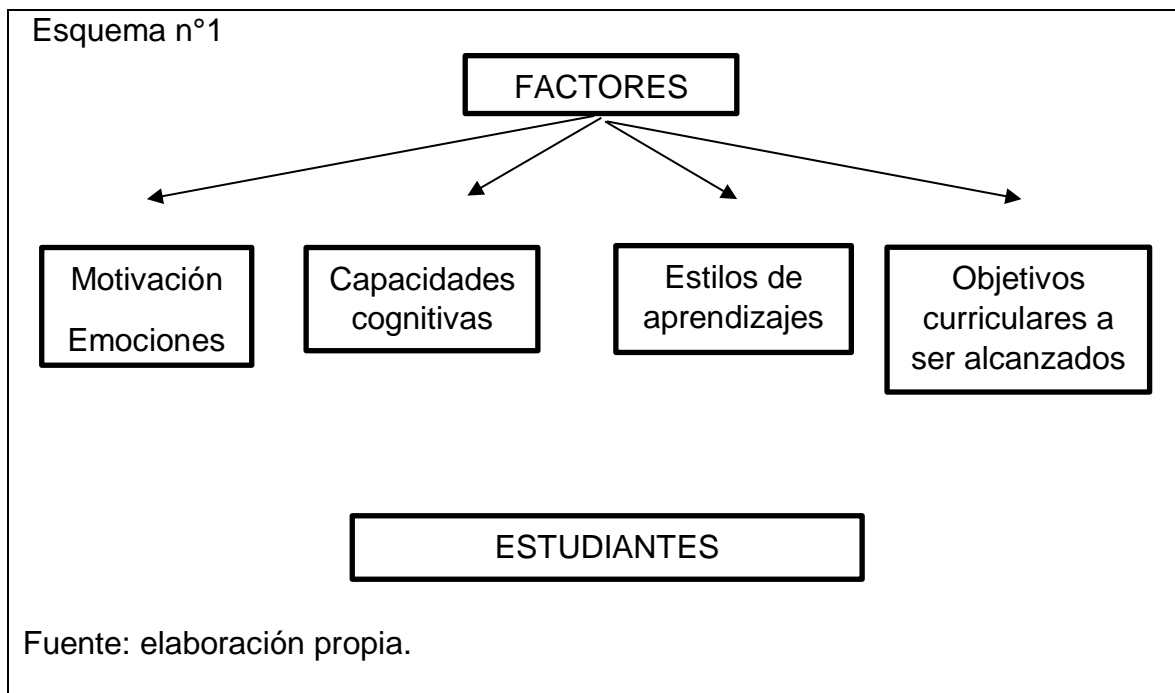 Esquema n°1
FACTORES
Motivación
Emociones
Capacidades
cognitivas
Estilos de
aprendizajes
Objetivos
curriculares a
ser alcanzados
ESTUDIANTES
Fuente: elaboración propia.